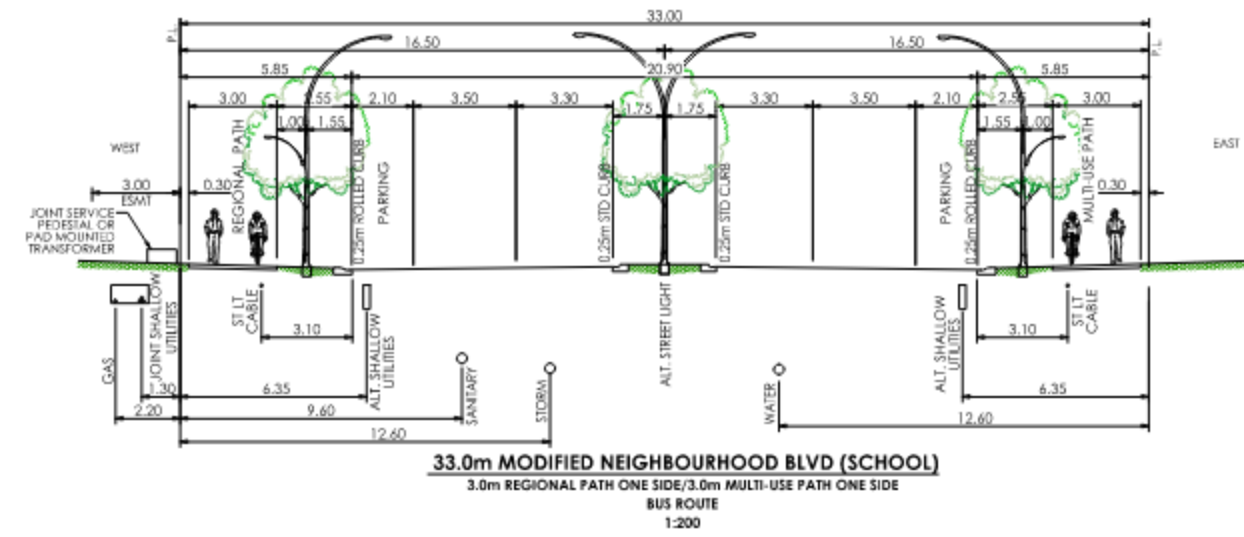 33.00
P.L.
16.50
16.50
P.L.
5.85
20.90
5.85
3.00
2.55
2.10
3.50
3.30
1.75
1.75
3.30
3.50
2.10
3.00
1.00
1.55
1.55
1.00
WEST
EAST
3.00
ESMT
0.30
REGIONAL PATH
0.25m ROLLED CURB
PARKING
0.25m STD CURB
0.25m STD CURB
PARKING
0.25m ROLLED CURB
MULTI-USE PATH
0.30
JOINT SERVICE
PEDESTAL OR
PAD MOUNTED
TRANSFORMER
GAS
JOINT SHALLOW
UTILITIES
ST LT
CABLE
3.10
ALT. SHALLOW
UTILITIES
SANITARY
STORM
ALT. STREET LIGHT
WATER
ALT. SHALLOW
UTILITIES
3.10
ST LT
CABLE
1.30
6.35
6.35
2.20
9.60
12.60
12.60
33.0m MODIFIED NEIGHBOURHOOD BLVD (SCHOOL)
3.0m REGIONAL PATH ONE SIDE/3.0m MULTI-USE PATH ONE SIDE
BUS ROUTE
1:200